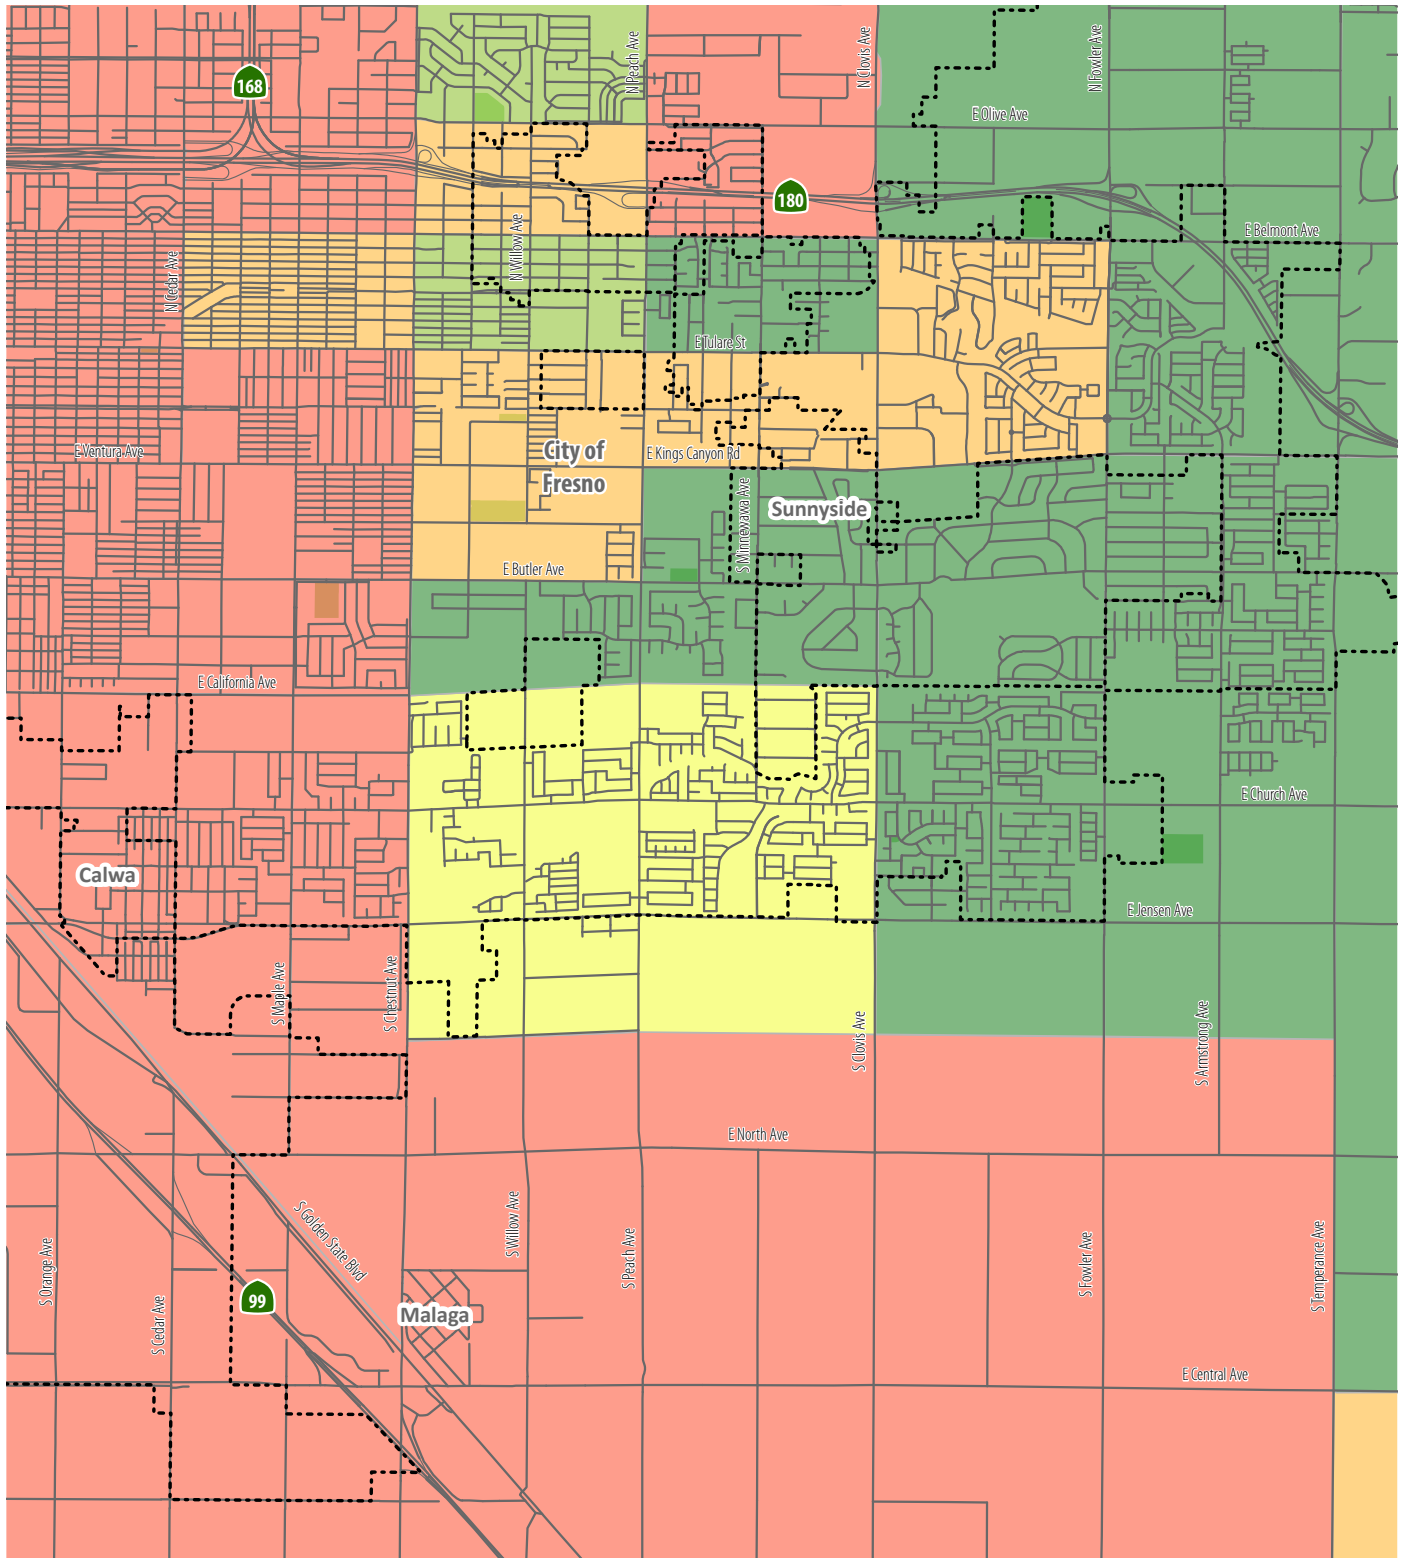 N Peach Ave
N Clovis Ave
N Fowler Ave
168
E Olive Ave
180
N Willow Ave
E Belmont Ave
N Cedar Ave
E Tulare St
E Ventura Ave
City of
Fresno
E Kings Canyon Rd
S Minnewawa Ave
Sunnyside
E Butler Ave
E California Ave
E Church Ave
Calwa
E Jensen Ave
S Maple Ave
S Chestnut Ave
S Clovis Ave
S Armstrong Ave
E North Ave
S Golden State Blvd
S Willow Ave
S Peach Ave
S Orange Ave
S Fowler Ave
S Temperance Ave
99
S Cedar Ave
Malaga
E Central Ave